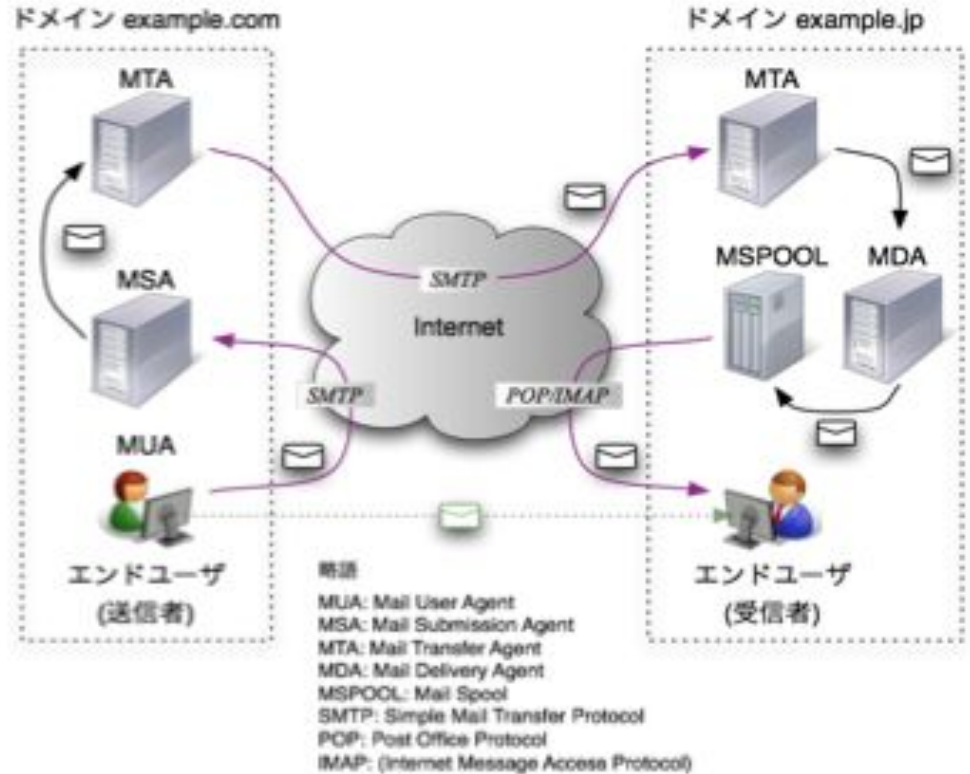 ドメイン example.com
ドメイン example.jp
MTA
MTA
MSPOOL
MDA
MSA
SMTP
Internet
SMTP
POP/IMAP
MUA
エンドユーザ
(送信者)
エンドユーザ
(受信者)
略語
MUA: Mail User Agent
MSA: Mail Submission Agent
MTA: Mail Transfer Agent
MDA: Mail Delivery Agent
MSPOOL: Mail Spool
SMTP: Simple Mail Transfer Protocol
POP: Post Office Protocol
IMAP: (Internet Message Access Protocol)